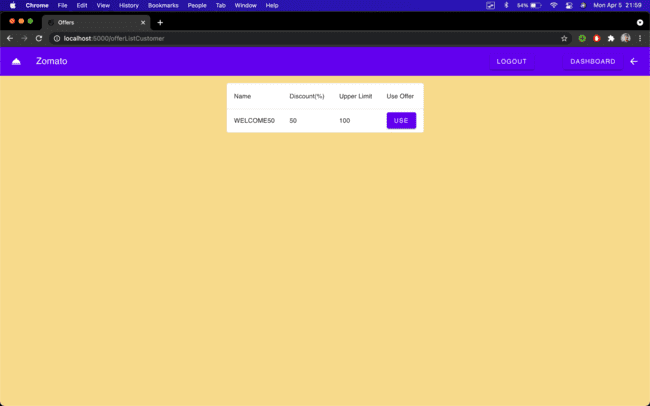 Chrome File Edit View History Bookmarks People Tab Window Help 54% Mon Apr 5 21:59
Offers
localhost:5000/offerListCustomer
Zomato LOGOUT DASHBOARD
Name Discount(%) Upper Limit Use Offer
WELCOME50 50 100 USE